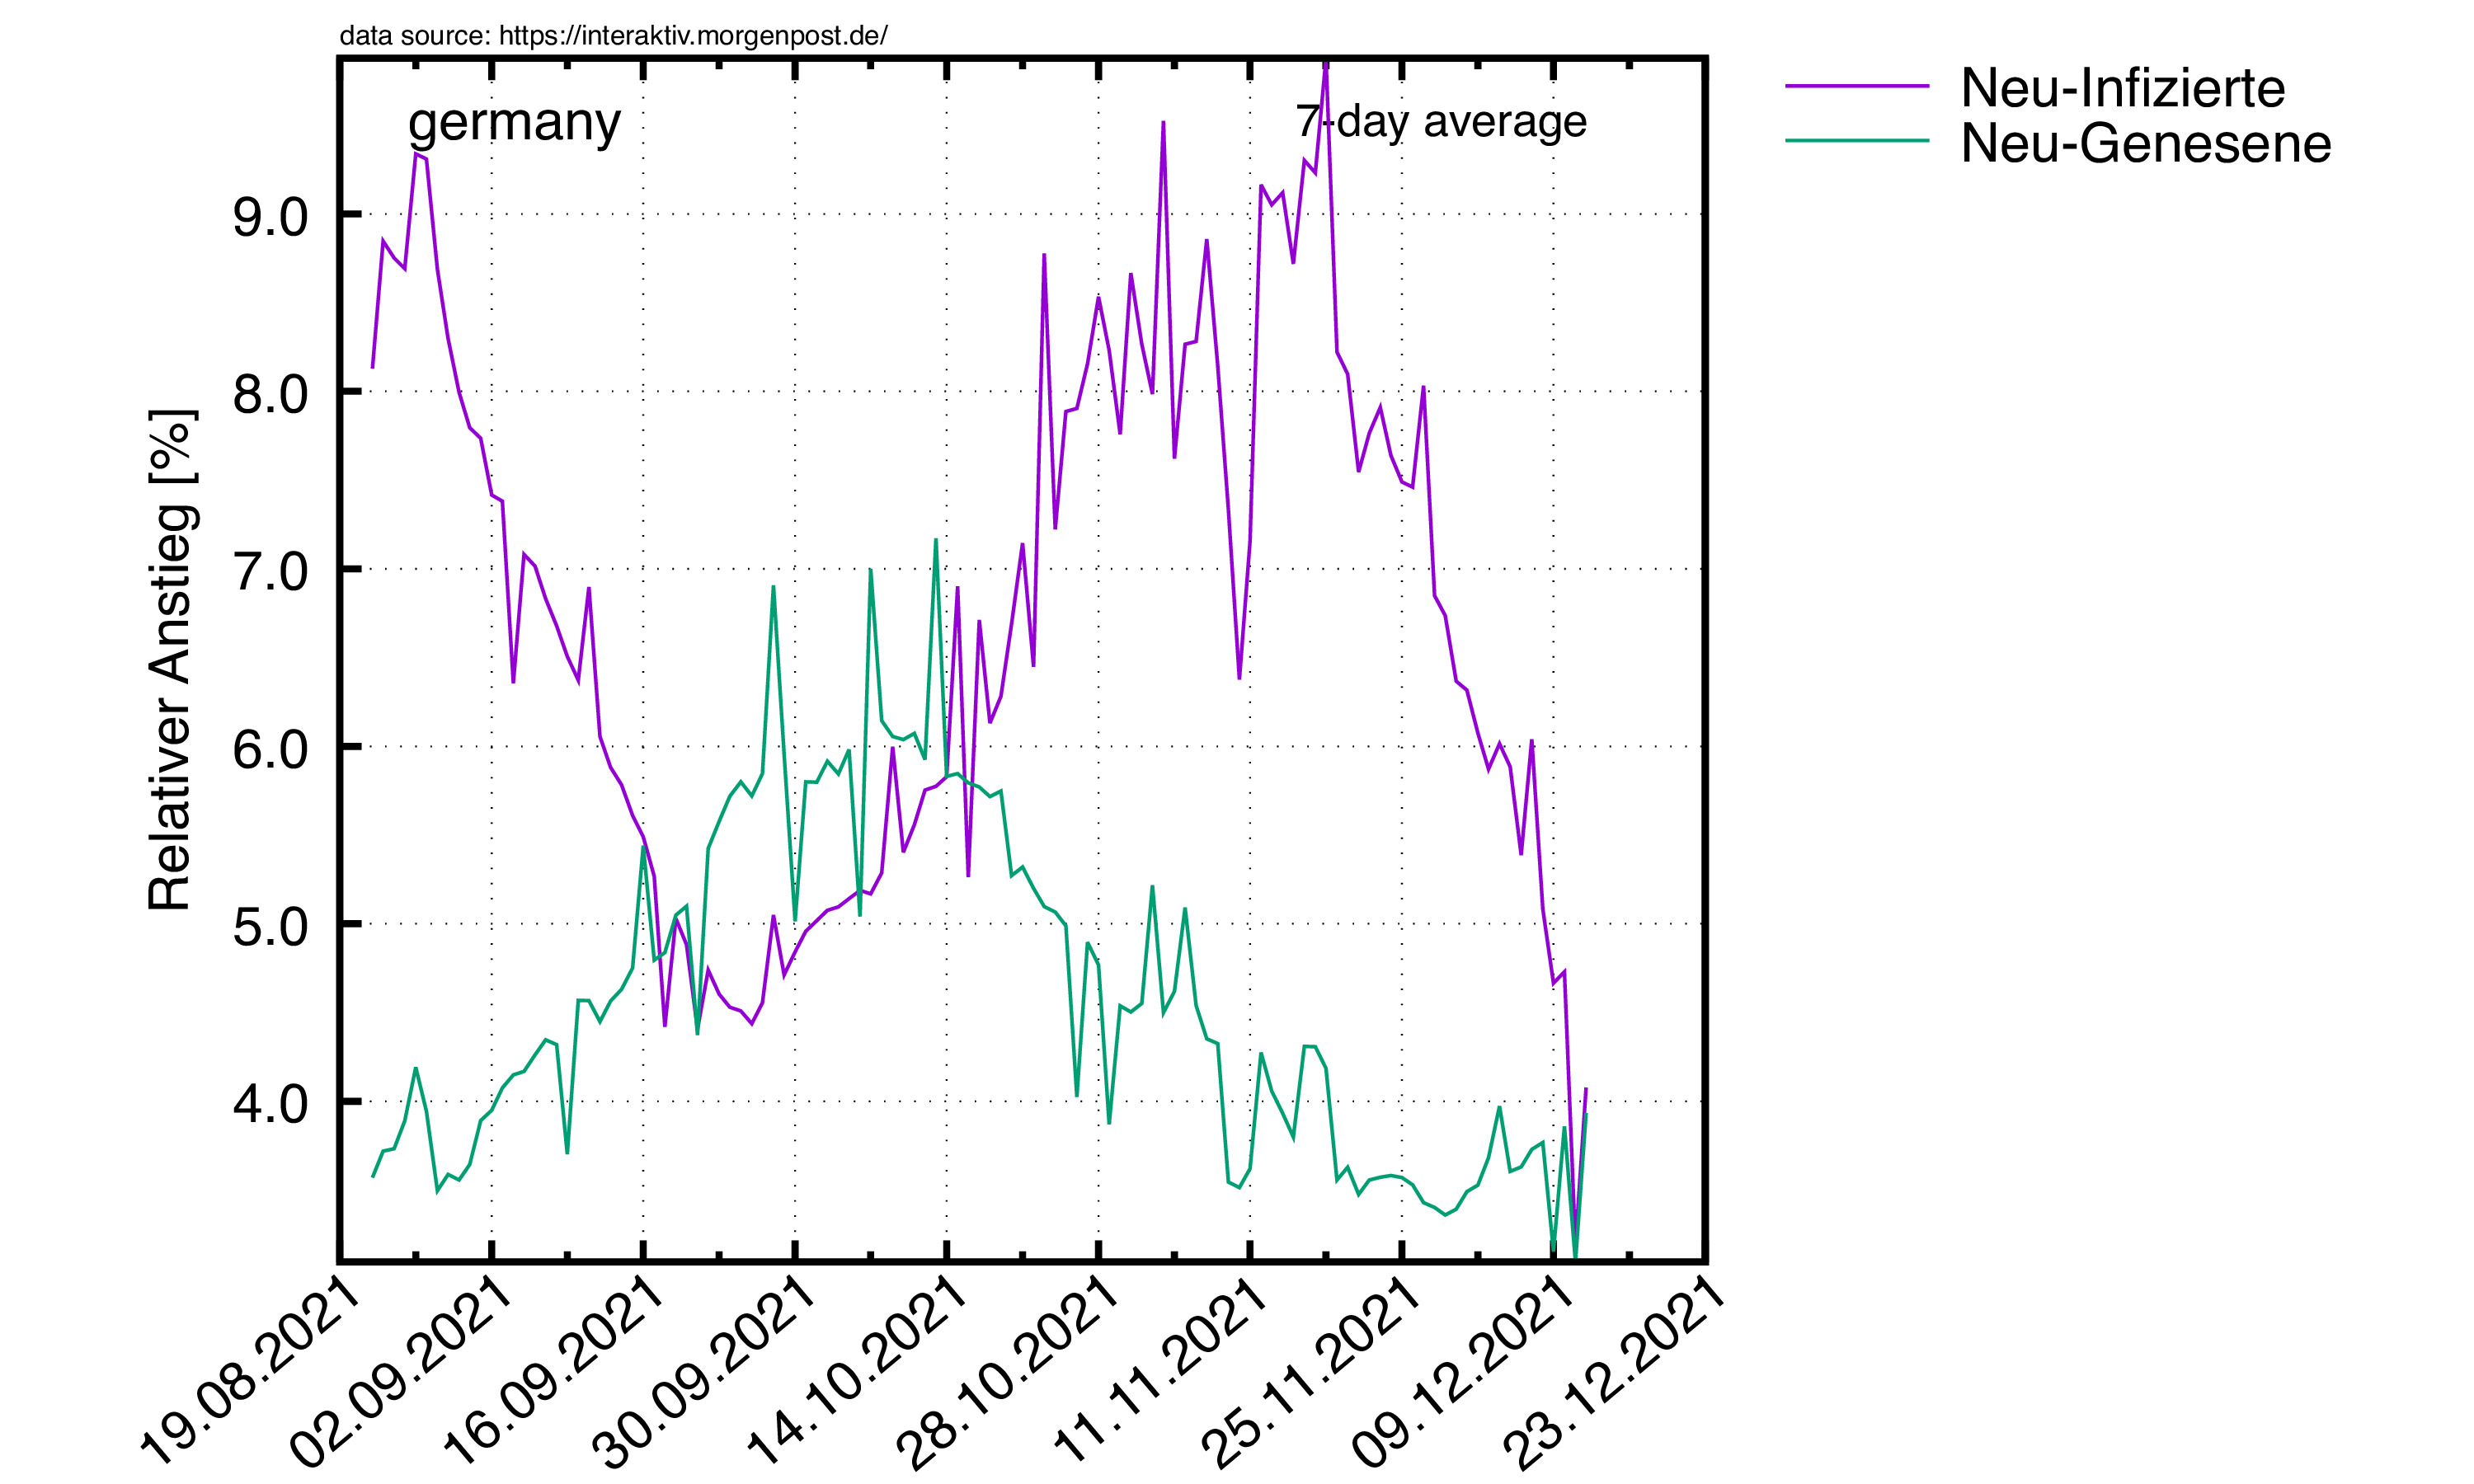 data source: https://interaktiv.morgenpost.de/
germany
7-day average
Neu-Infizierte
Neu-Genesene
Relativer Anstieg [%]
9.0
8.0
7.0
6.0
5.0
4.0
19.08.2021
02.09.2021
16.09.2021
30.09.2021
14.10.2021
28.10.2021
11.11.2021
25.11.2021
09.12.2021
23.12.2021